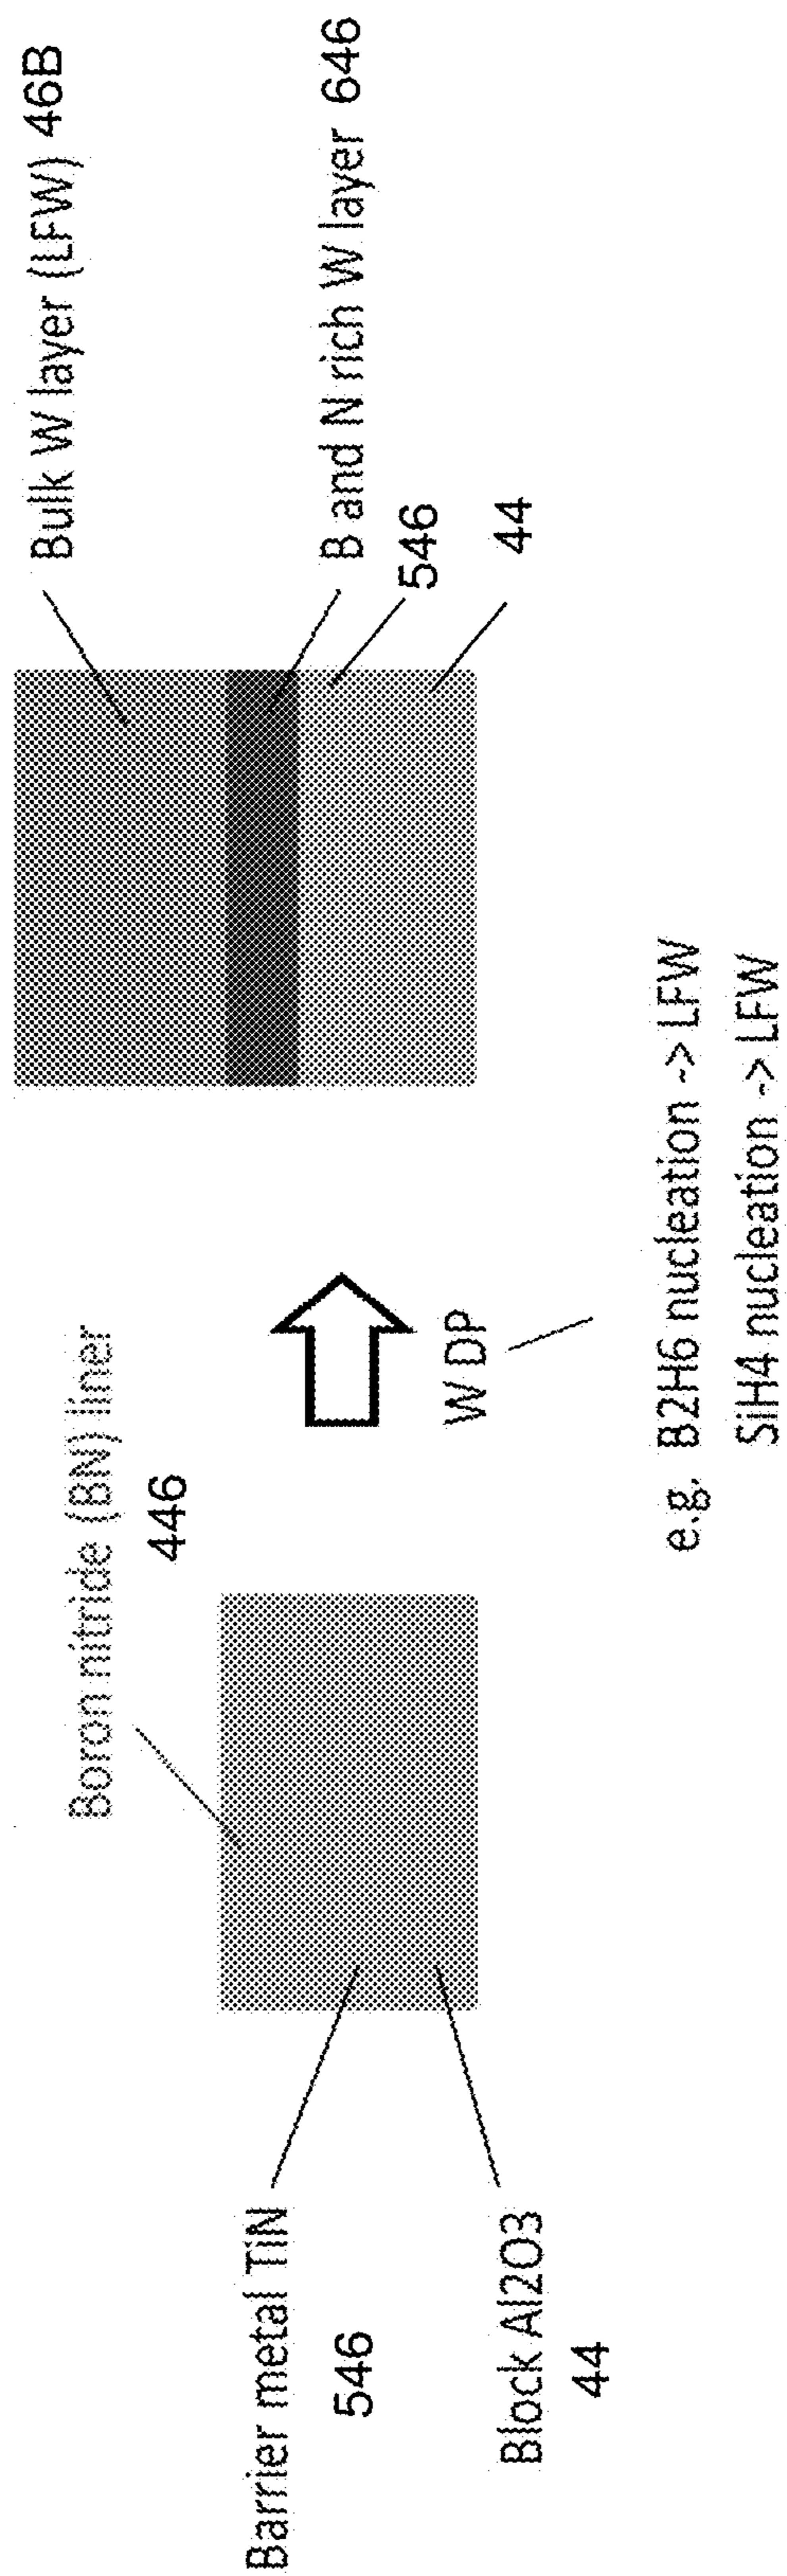 Boron nitride (BN) liner
446
Barrier metal TiN
546
Block Al2O3
44
W DP
e.g. B2H6 nucleation -> LFW
SiH4 nucleation -> LFW
Bulk W layer (LFW) 46B
B and N rich W layer 646
546
44